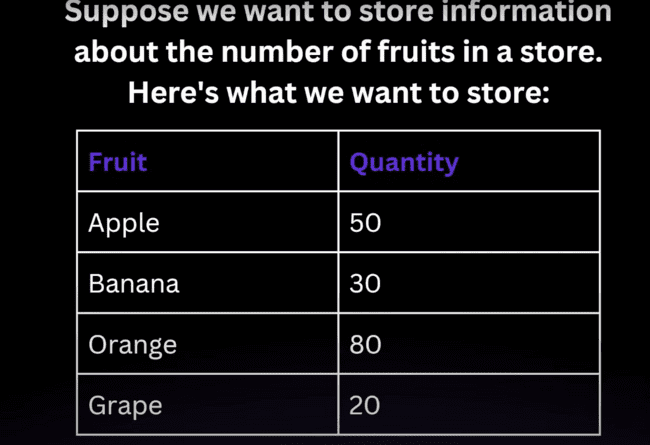 Suppose we want to store information
about the number of fruits in a store.
Here's what we want to store:
Fruit Quantity
Apple 50
Banana 30
Orange 80
Grape 20